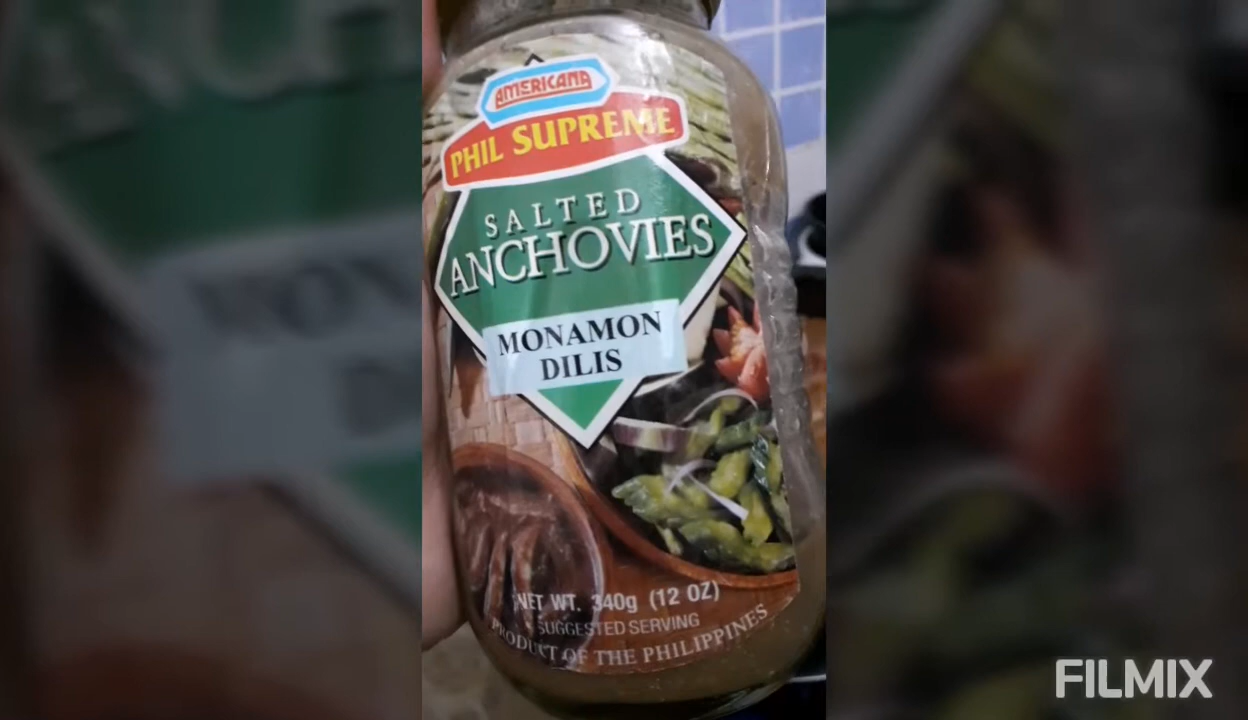 AMERICANA
PHIL SUPREME
SALTED
ANCHOVIES
MONAMON
DILIS
NET WT. 340g (12 OZ)
SUGGESTED SERVING
PRODUCT OF THE PHILIPPINES
FILMIX